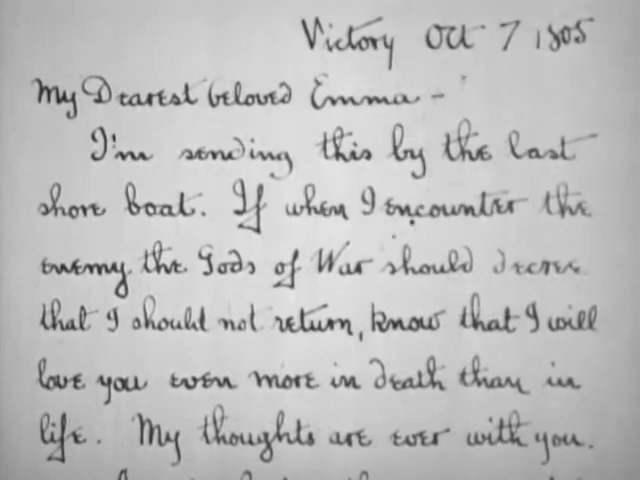 Victory Oct 7 1805
My Dearest beloved Emma -
I'm sending this by the last
shore boat. If when I encounter the
enemy the Gods of War should decree
that I should not return, know that I will
love you even more in death than in
life. My thoughts are ever with you.